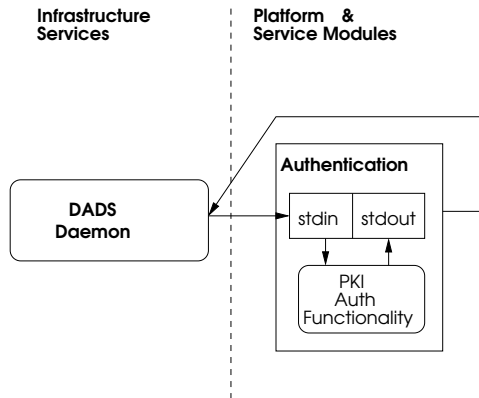 Infrastructure
Services
Platform &
Service Modules
Authentication
DADS
Daemon
stdin
stdout
PKI
Auth
Functionality